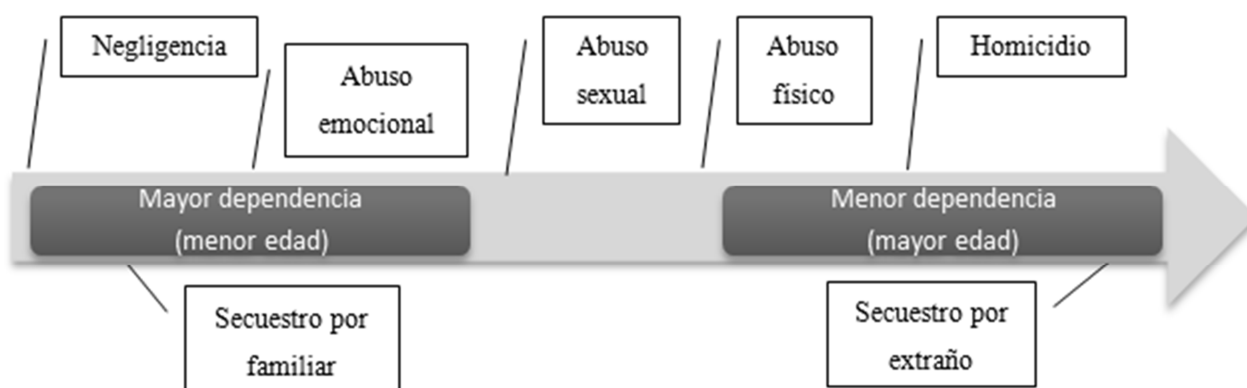 Negligencia
Abuso
emocional
Abuso
sexual
Abuso
físico
Homicidio
Mayor dependencia
(menor edad)
Menor dependencia
(mayor edad)
Secuestro por
familiar
Secuestro por
extraño